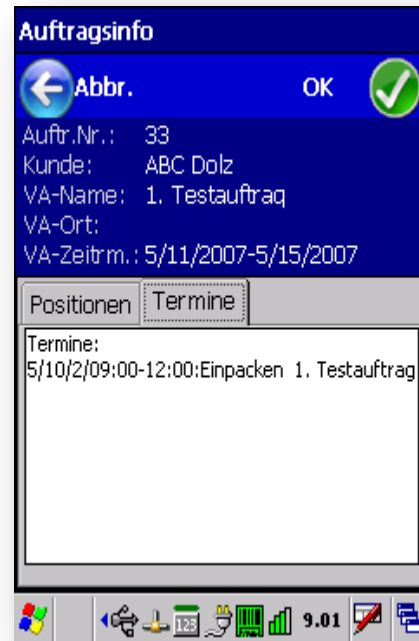 Auftragsinfo
Abbr. OK
Auftr.Nr.: 33
Kunde: ABC Dolz
VA-Name: 1. Testauftraq
VA-Ort:
VA-Zeitrm.: 5/11/2007-5/15/2007
Positionen Termine
Termine:
5/10/2/09:00-12:00:Einpacken 1. Testauftrag
123 9.01